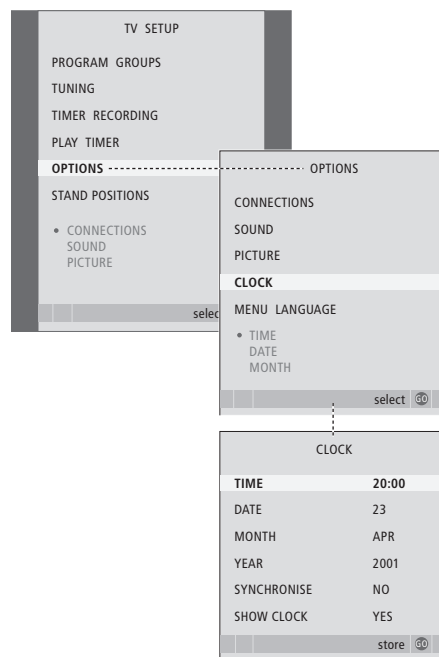 TV SETUP
PROGRAM GROUPS
TUNING
TIMER RECORDING
PLAY TIMER
OPTIONS
STAND POSITIONS
• CONNECTIONS
SOUND
PICTURE
OPTIONS
CONNECTIONS
SOUND
PICTURE
CLOCK
MENU LANGUAGE
• TIME
DATE
MONTH
select GO
CLOCK
TIME 20:00
DATE 23
MONTH APR
YEAR 2001
SYNCHRONISE NO
SHOW CLOCK YES
store GO